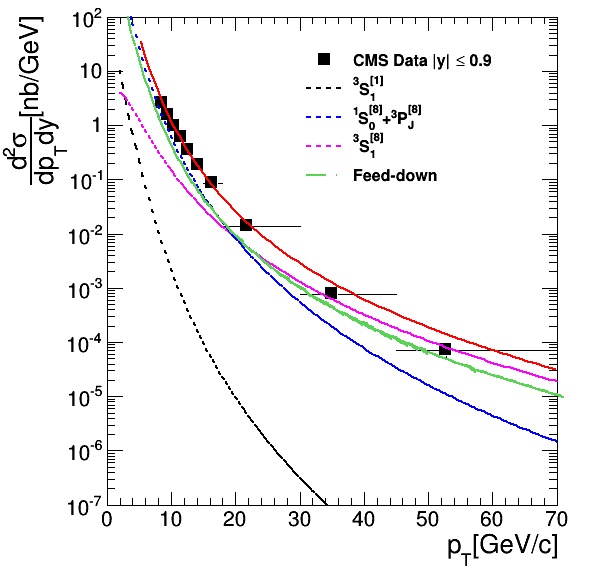 d²σ
dp_T dy [nb/GeV]
10²
10
1
10⁻¹
10⁻²
10⁻³
10⁻⁴
10⁻⁵
10⁻⁶
10⁻⁷
CMS Data |y| ≤ 0.9
³S₁^[1]
¹S₀^[8]+³P_J^[8]
³S₁^[8]
Feed-down
0 10 20 30 40 50 60 70
p_T[GeV/c]